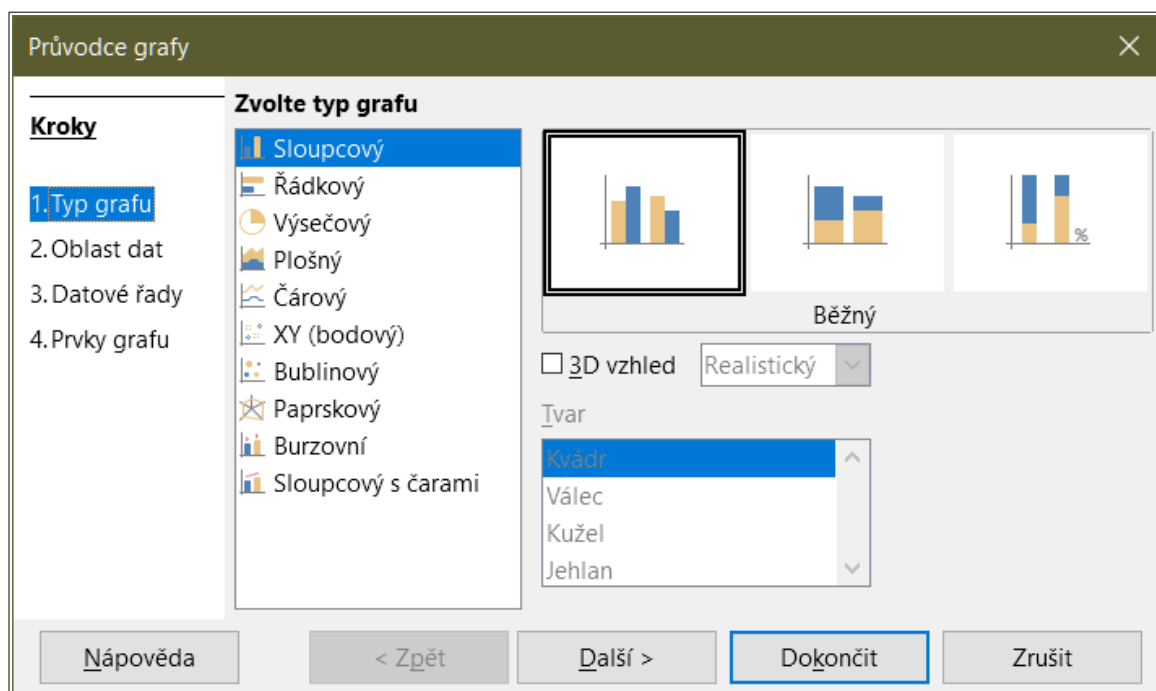 Průvodce grafy
Kroky
1. Typ grafu
2. Oblast dat
3. Datové řady
4. Prvky grafu
Zvolte typ grafu
Sloupcový
Řádkový
Výsečový
Plošný
Čárový
XY (bodový)
Bublinový
Paprskový
Burzovní
Sloupcový s čarami
%
Běžný
3D vzhled Realistický
Tvar
Kvádr
Válec
Kužel
Jehlan
Nápověda < Zpět Další > Dokončit Zrušit